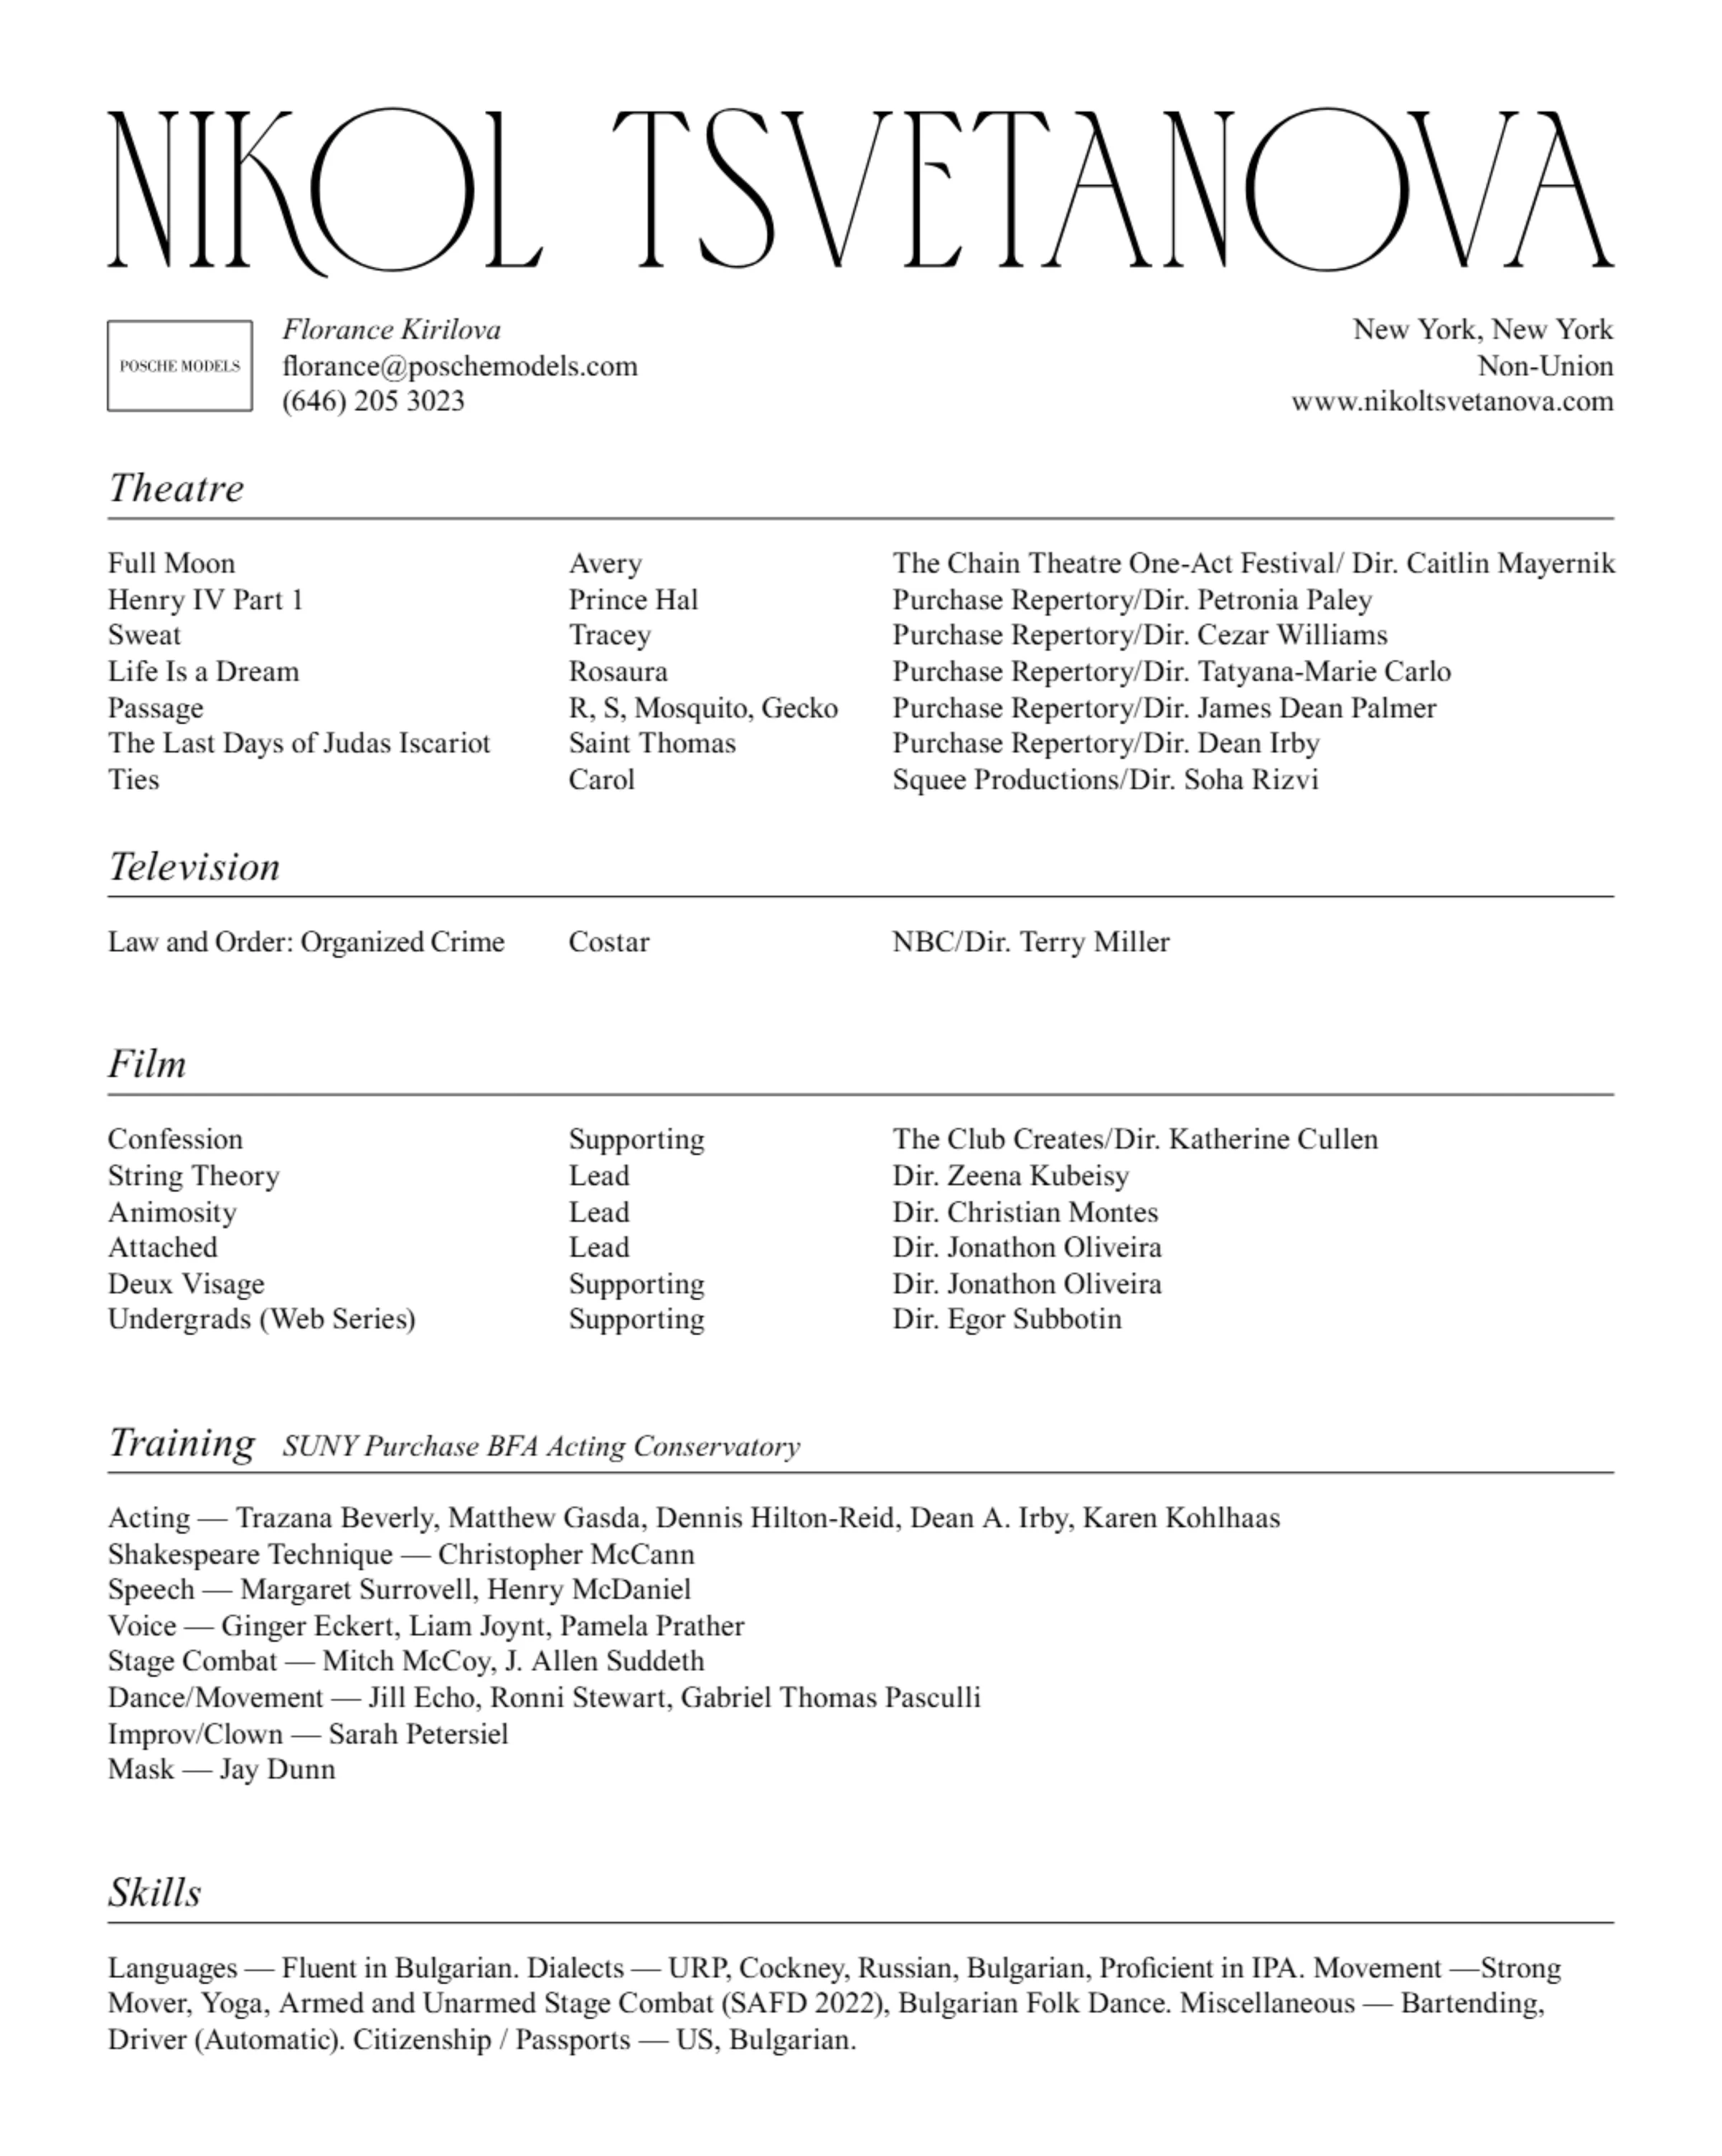 NIKOL TSVETANOVA
POSCHE MODELS
Florance Kirilova
florance@poschemodels.com
(646) 205 3023
New York, New York
Non-Union
www.nikoltsvetanova.com
Theatre
Full Moon Avery The Chain Theatre One-Act Festival/ Dir. Caitlin Mayernik
Henry IV Part 1 Prince Hal Purchase Repertory/Dir. Petronia Paley
Sweat Tracey Purchase Repertory/Dir. Cezar Williams
Life Is a Dream Rosaura Purchase Repertory/Dir. Tatyana-Marie Carlo
Passage R, S, Mosquito, Gecko Purchase Repertory/Dir. James Dean Palmer
The Last Days of Judas Iscariot Saint Thomas Purchase Repertory/Dir. Dean Irby
Ties Carol Squee Productions/Dir. Soha Rizvi
Television
Law and Order: Organized Crime Costar NBC/Dir. Terry Miller
Film
Confession Supporting The Club Creates/Dir. Katherine Cullen
String Theory Lead Dir. Zeena Kubeisy
Animosity Lead Dir. Christian Montes
Attached Lead Dir. Jonathon Oliveira
Deux Visage Supporting Dir. Jonathon Oliveira
Undergrads (Web Series) Supporting Dir. Egor Subbotin
Training SUNY Purchase BFA Acting Conservatory
Acting — Trazana Beverly, Matthew Gasda, Dennis Hilton-Reid, Dean A. Irby, Karen Kohlhaas
Shakespeare Technique — Christopher McCann
Speech — Margaret Surrovell, Henry McDaniel
Voice — Ginger Eckert, Liam Joynt, Pamela Prather
Stage Combat — Mitch McCoy, J. Allen Suddeth
Dance/Movement — Jill Echo, Ronni Stewart, Gabriel Thomas Pasculli
Improv/Clown — Sarah Petersiel
Mask — Jay Dunn
Skills
Languages — Fluent in Bulgarian. Dialects — URP, Cockney, Russian, Bulgarian, Proficient in IPA. Movement —Strong
Mover, Yoga, Armed and Unarmed Stage Combat (SAFD 2022), Bulgarian Folk Dance. Miscellaneous — Bartending,
Driver (Automatic). Citizenship / Passports — US, Bulgarian.